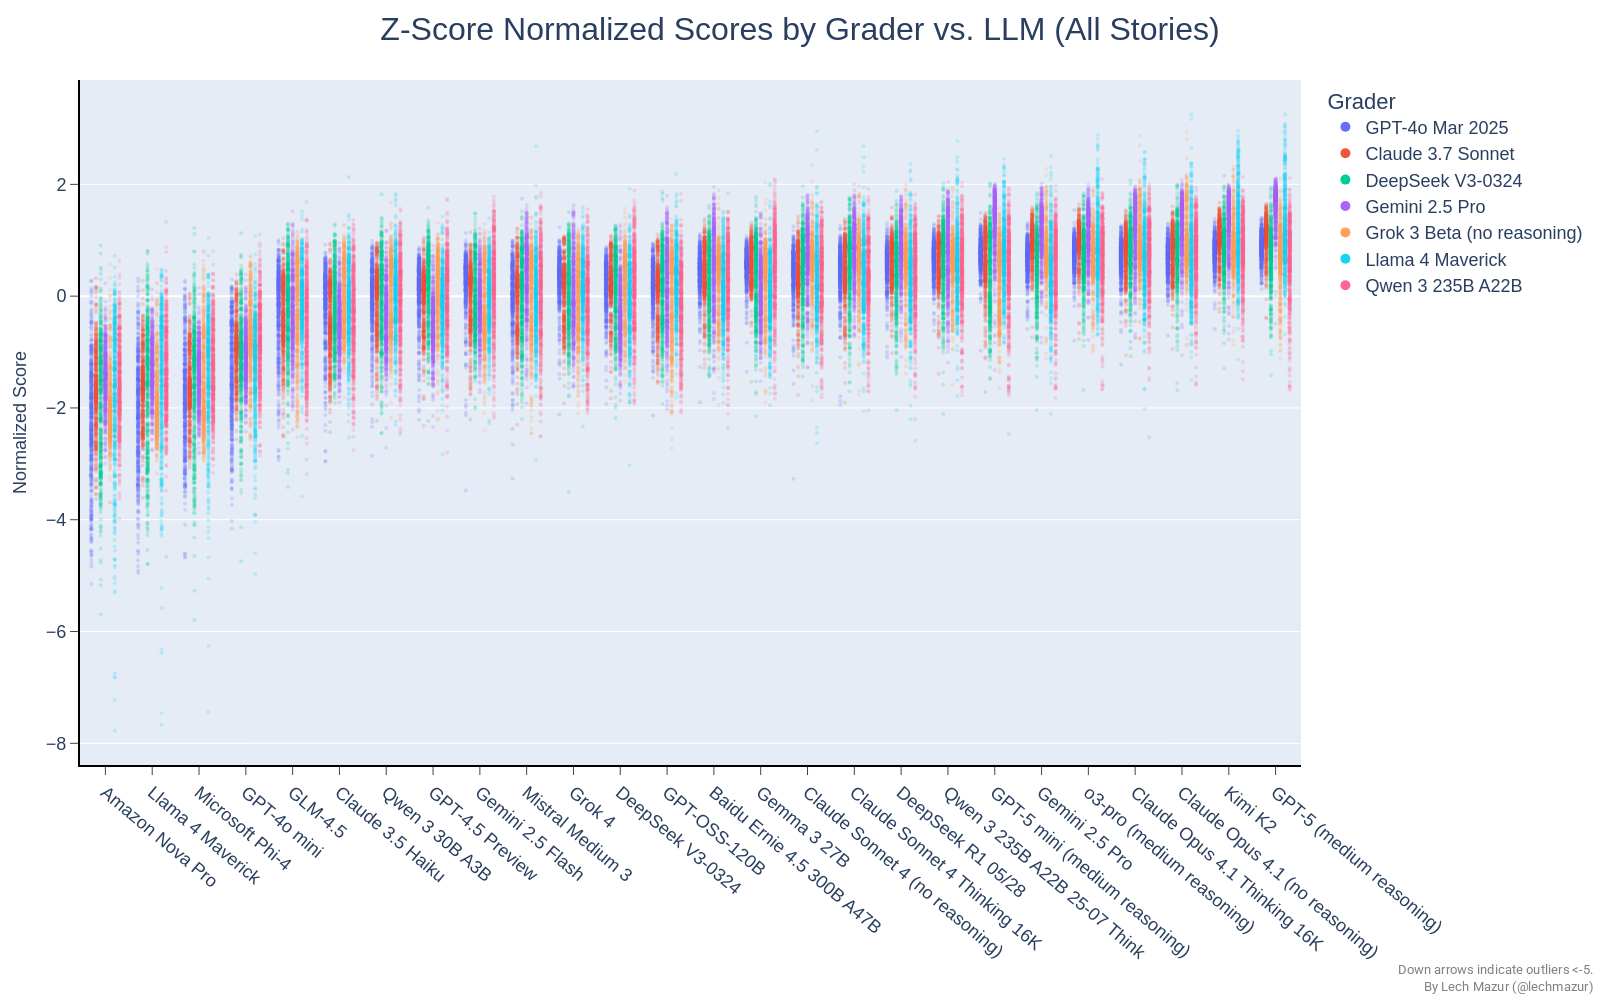 Z-Score Normalized Scores by Grader vs. LLM (All Stories)
Grader
GPT-4o Mar 2025
Claude 3.7 Sonnet
DeepSeek V3-0324
Gemini 2.5 Pro
Grok 3 Beta (no reasoning)
Llama 4 Maverick
Qwen 3 235B A22B
Normalized Score
2
0
−2
−4
−6
−8
Amazon Nova Pro
Llama 4 Maverick
Microsoft Phi-4
GPT-4o mini
GLM-4.5
Claude 3.5 Haiku
Qwen 3 30B A3B
GPT-4.5 Preview
Gemini 2.5 Flash
Mistral Medium 3
Grok 4
DeepSeek V3-0324
GPT-OSS-120B
Baidu Ernie 4.5 300B A47B
Gemma 3 27B
Claude Sonnet 4 (no reasoning)
Claude Sonnet 4 Thinking 16K
DeepSeek R1 05/28
Qwen 3 235B A22B 25-07 Think
GPT-5 mini (medium reasoning)
Gemini 2.5 Pro
o3-pro (medium reasoning)
Claude Opus 4.1 Thinking 16K
Claude Opus 4.1 (no reasoning)
Kimi K2
GPT-5 (medium reasoning)
Down arrows indicate outliers <-5.
By Lech Mazur (@lechmazur)